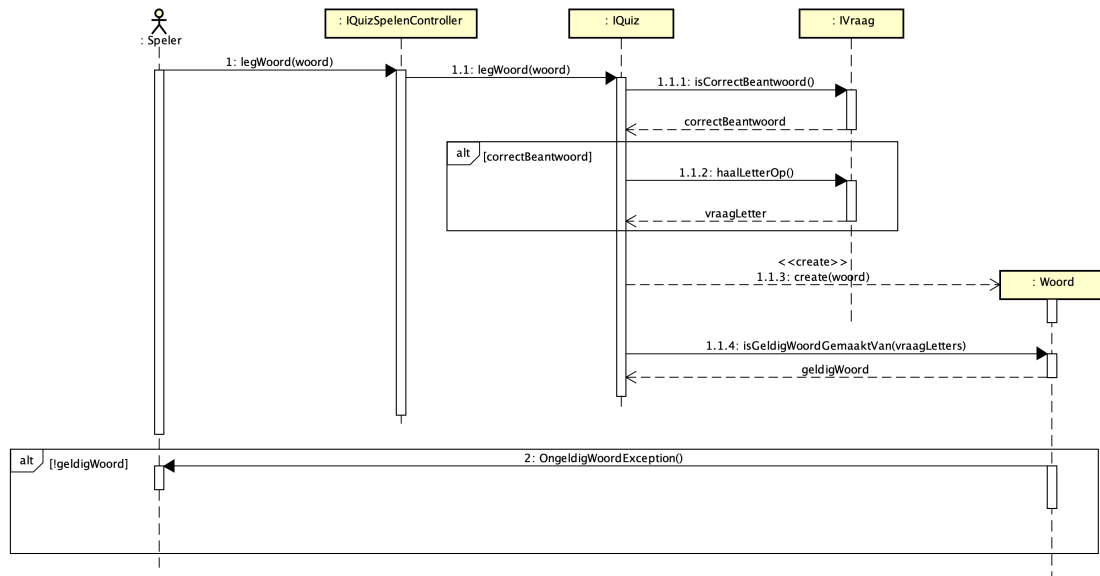 : Speler
: IQuizSpelenController
: IQuiz
: IVraag
1: legWoord(woord)
1.1: legWoord(woord)
1.1.1: isCorrectBeantwoord()
correctBeantwoord
alt
[correctBeantwoord]
1.1.2: haalLetterOp()
vraagLetter
<<create>>
1.1.3: create(woord)
: Woord
1.1.4: isGeldigWoordGemaaktVan(vraagLetters)
geldigWoord
alt
[!geldigWoord]
2: OngeldigWoordException()